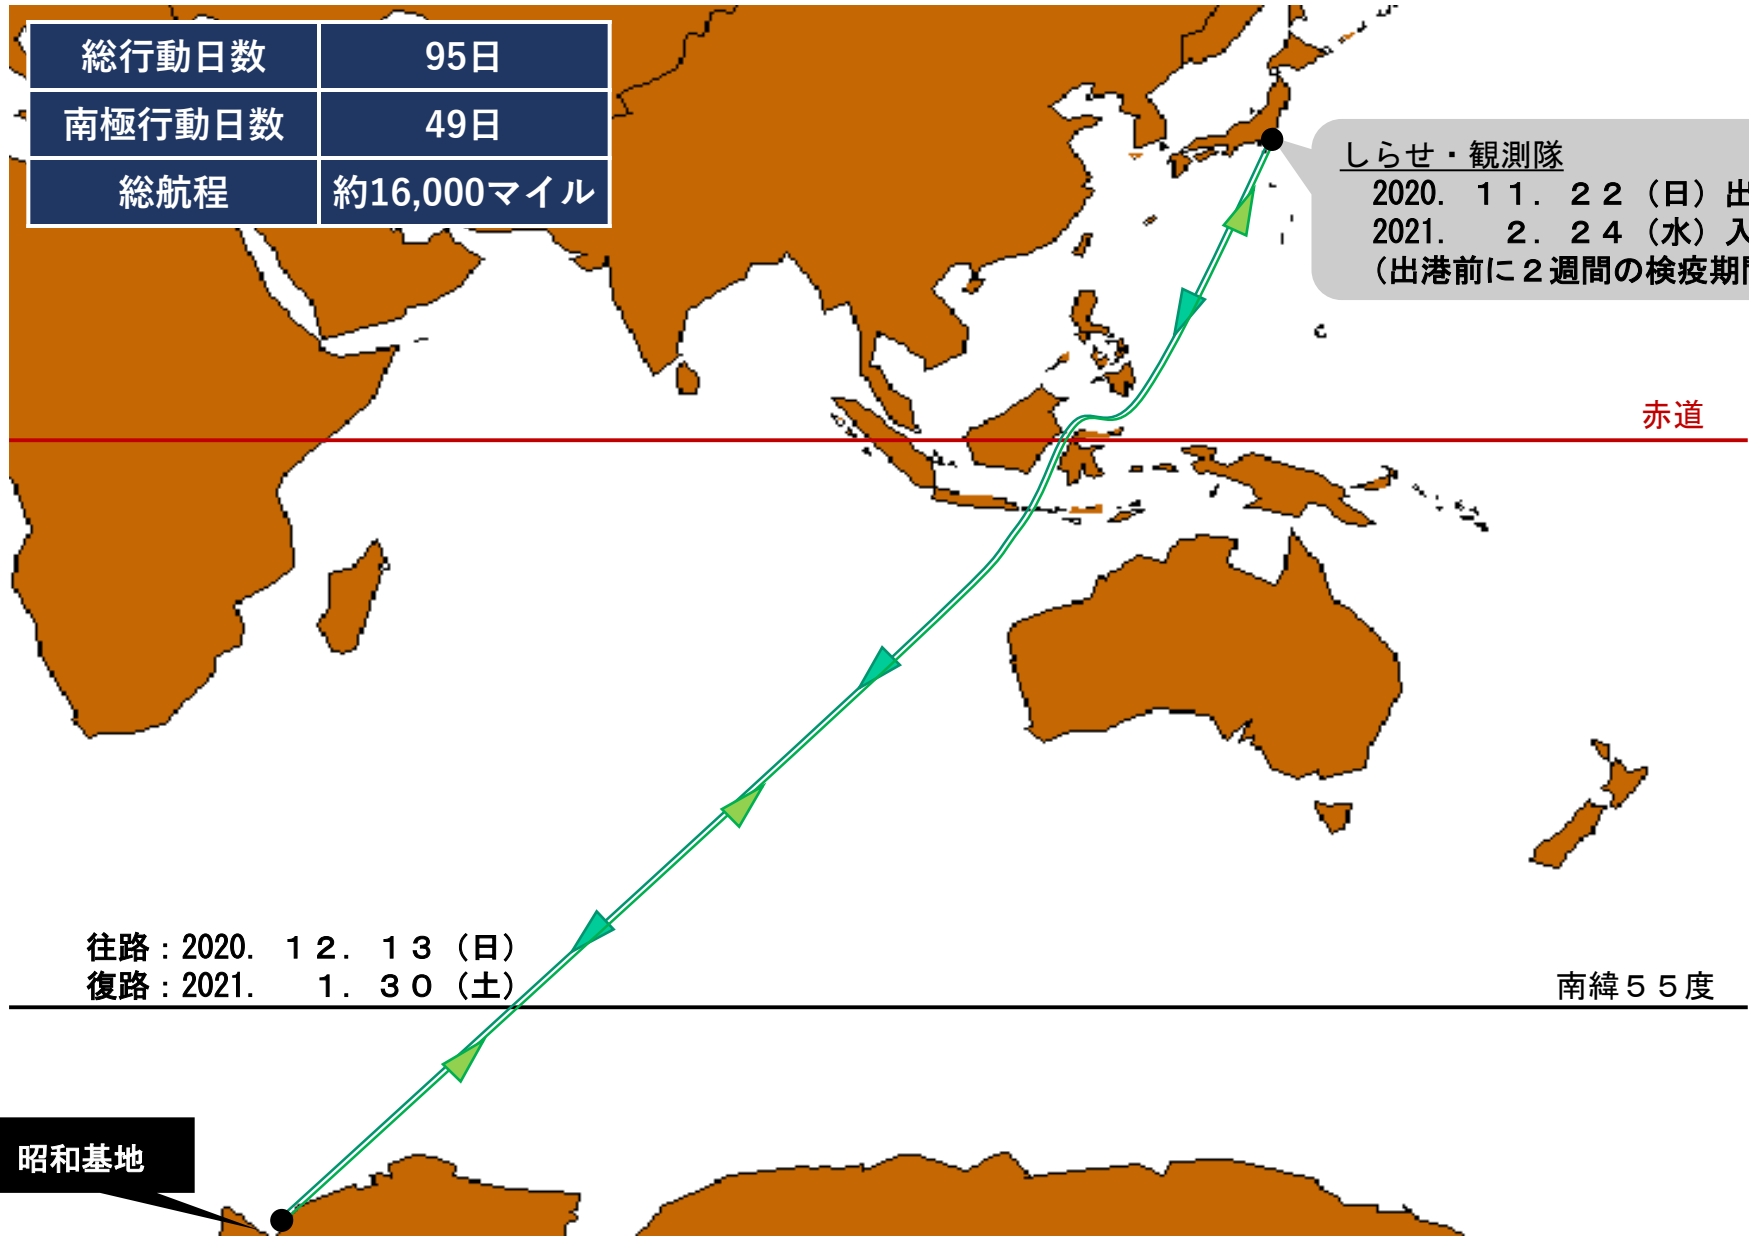 総行動日数 95日
南極行動日数 49日
総航程 約16,000マイル
しらせ・観測隊
2020. １１. ２２（日）出
2021. ２. ２４（水）入
（出港前に２週間の検疫期間
赤道
往路：2020. １２. １３（日）
復路：2021. １. ３０（土）
南緯５５度
昭和基地